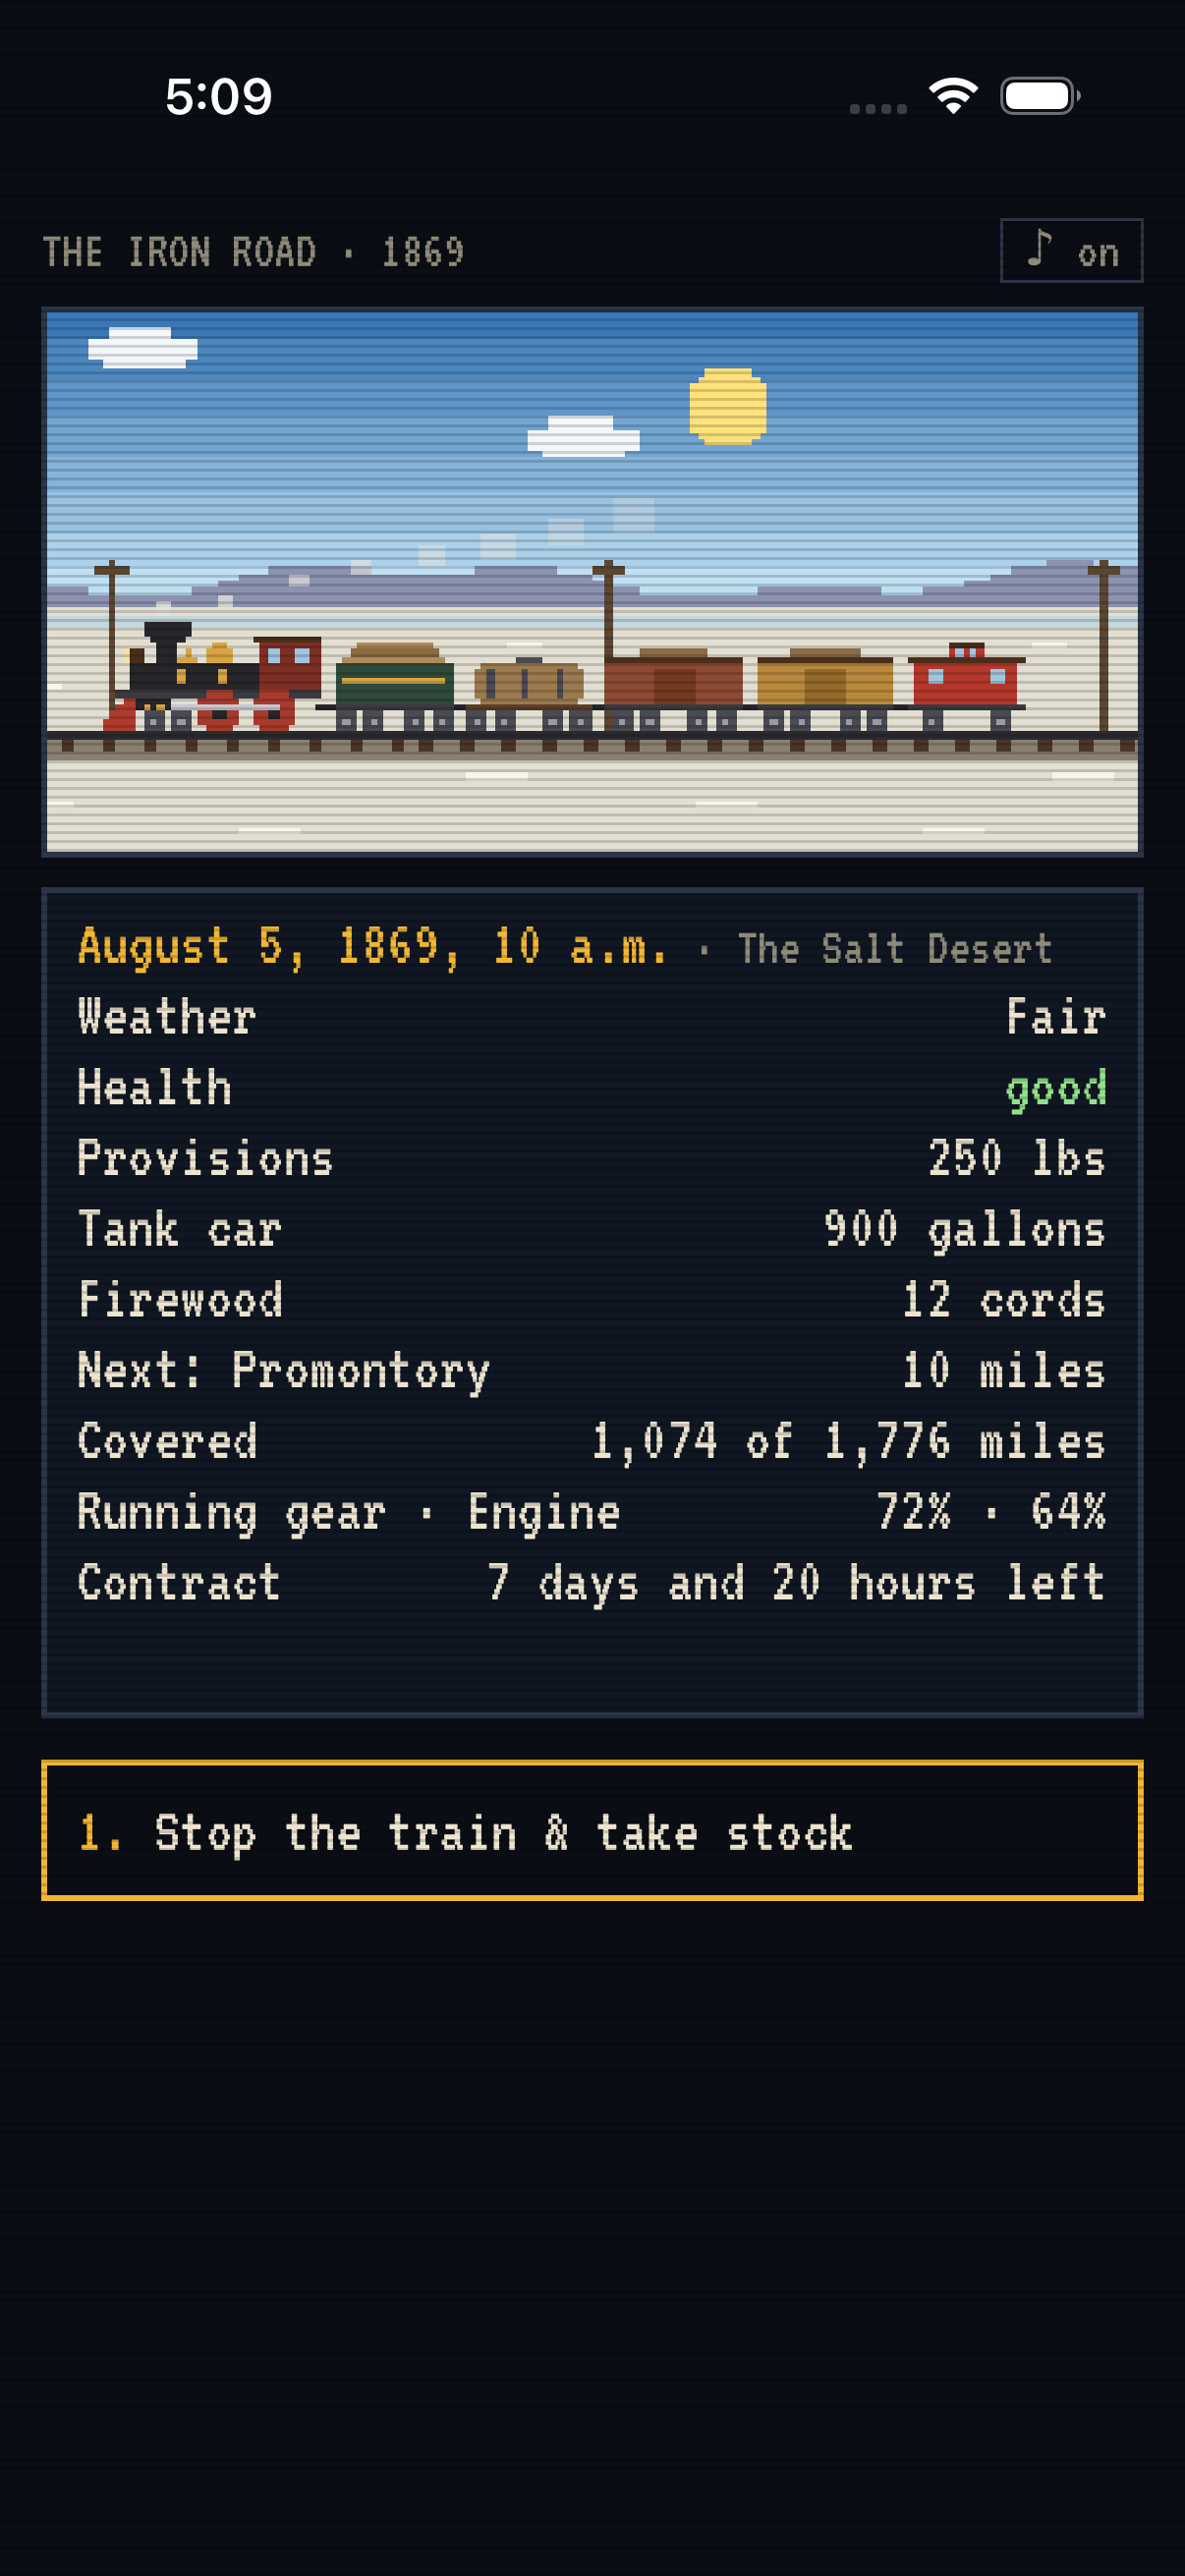 5:09
THE IRON ROAD · 1869 ♪ on
August 5, 1869, 10 a.m. · The Salt Desert
Weather Fair
Health good
Provisions 250 lbs
Tank car 900 gallons
Firewood 12 cords
Next: Promontory 10 miles
Covered 1,074 of 1,776 miles
Running gear · Engine 72% · 64%
Contract 7 days and 20 hours left
1. Stop the train & take stock